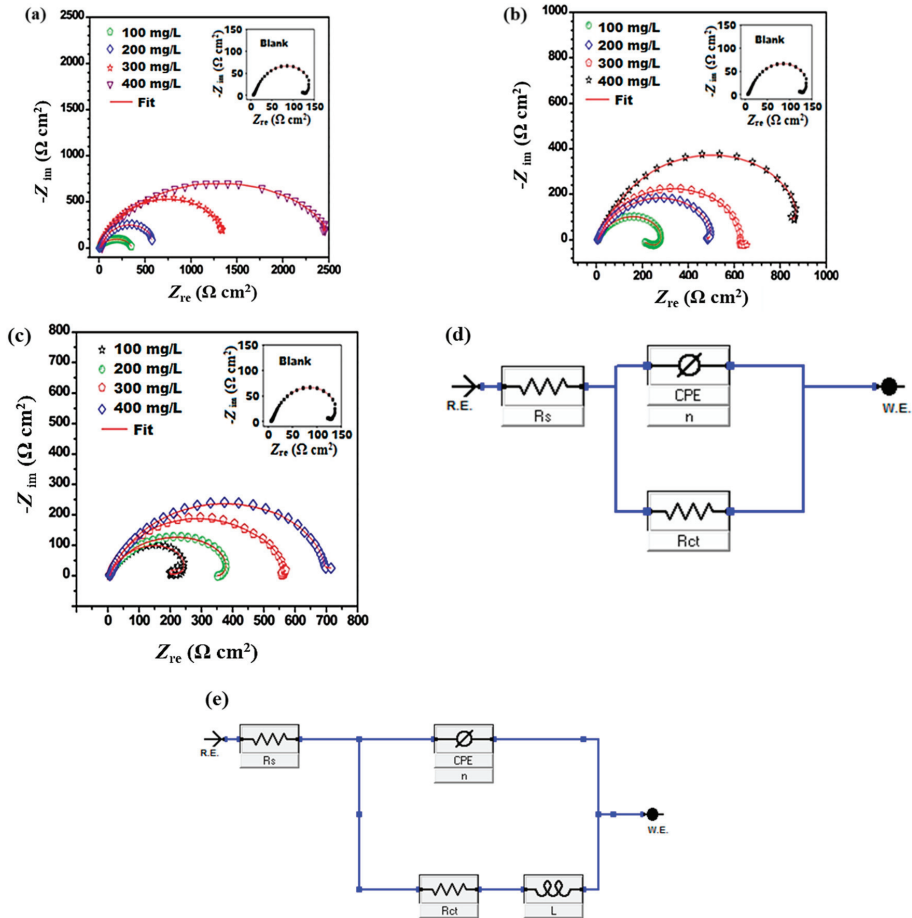 (a)
2500
2000
1500
1000
500
0
-Z im (Ω cm2)
100 mg/L
200 mg/L
300 mg/L
400 mg/L
Fit
150
100
50
0
-Z im (Ω cm2)
Blank
0 50 100 150
Zre (Ω cm2)
0 500 1000 1500 2000 2500
Zre (Ω cm2)
(b)
1000
800
600
400
200
0
-Z im (Ω cm2)
100 mg/L
200 mg/L
300 mg/L
400 mg/L
Fit
150
100
50
0
-Z im (Ω cm2)
Blank
0 50 100 150
Zre (Ω cm2)
0 200 400 600 800 1000
Zre (Ω cm2)
(c)
800
700
600
500
400
300
200
100
0
-Z im (Ω cm2)
100 mg/L
200 mg/L
300 mg/L
400 mg/L
Fit
150
100
50
0
-Z im (Ω cm2)
Blank
0 50 100 150
Zre (Ω cm2)
0 100 200 300 400 500 600 700 800
Zre (Ω cm2)
(d)
R.E.
Rs
CPE
n
Rct
W.E.
(e)
R.E.
Rs
CPE
n
W.E.
Rct
L